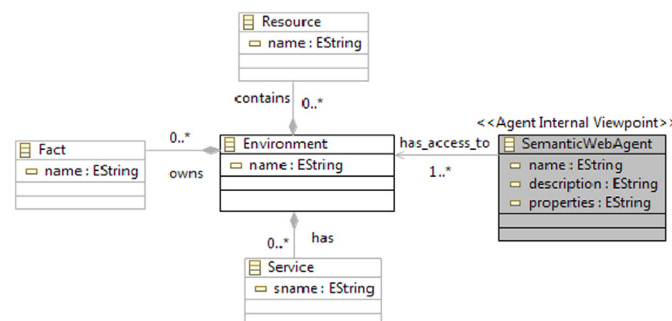 Resource
name : EString
contains
0..*
<<Agent Internal Viewpoint>>
0..*
Fact
name : EString
owns
Environment
name : EString
has_access_to
1..*
SemanticWebAgent
name : EString
description : EString
properties : EString
0..*
has
Service
sname : EString